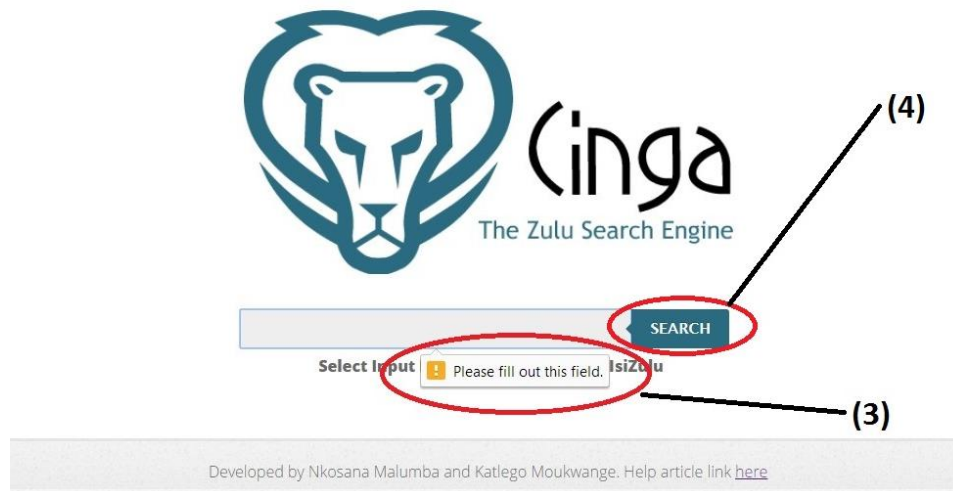 Cinga
The Zulu Search Engine
(4)
SEARCH
Select Input
IsiZulu
Please fill out this field.
(3)
Developed by Nkosana Malumba and Katlego Moukwange. Help article link here